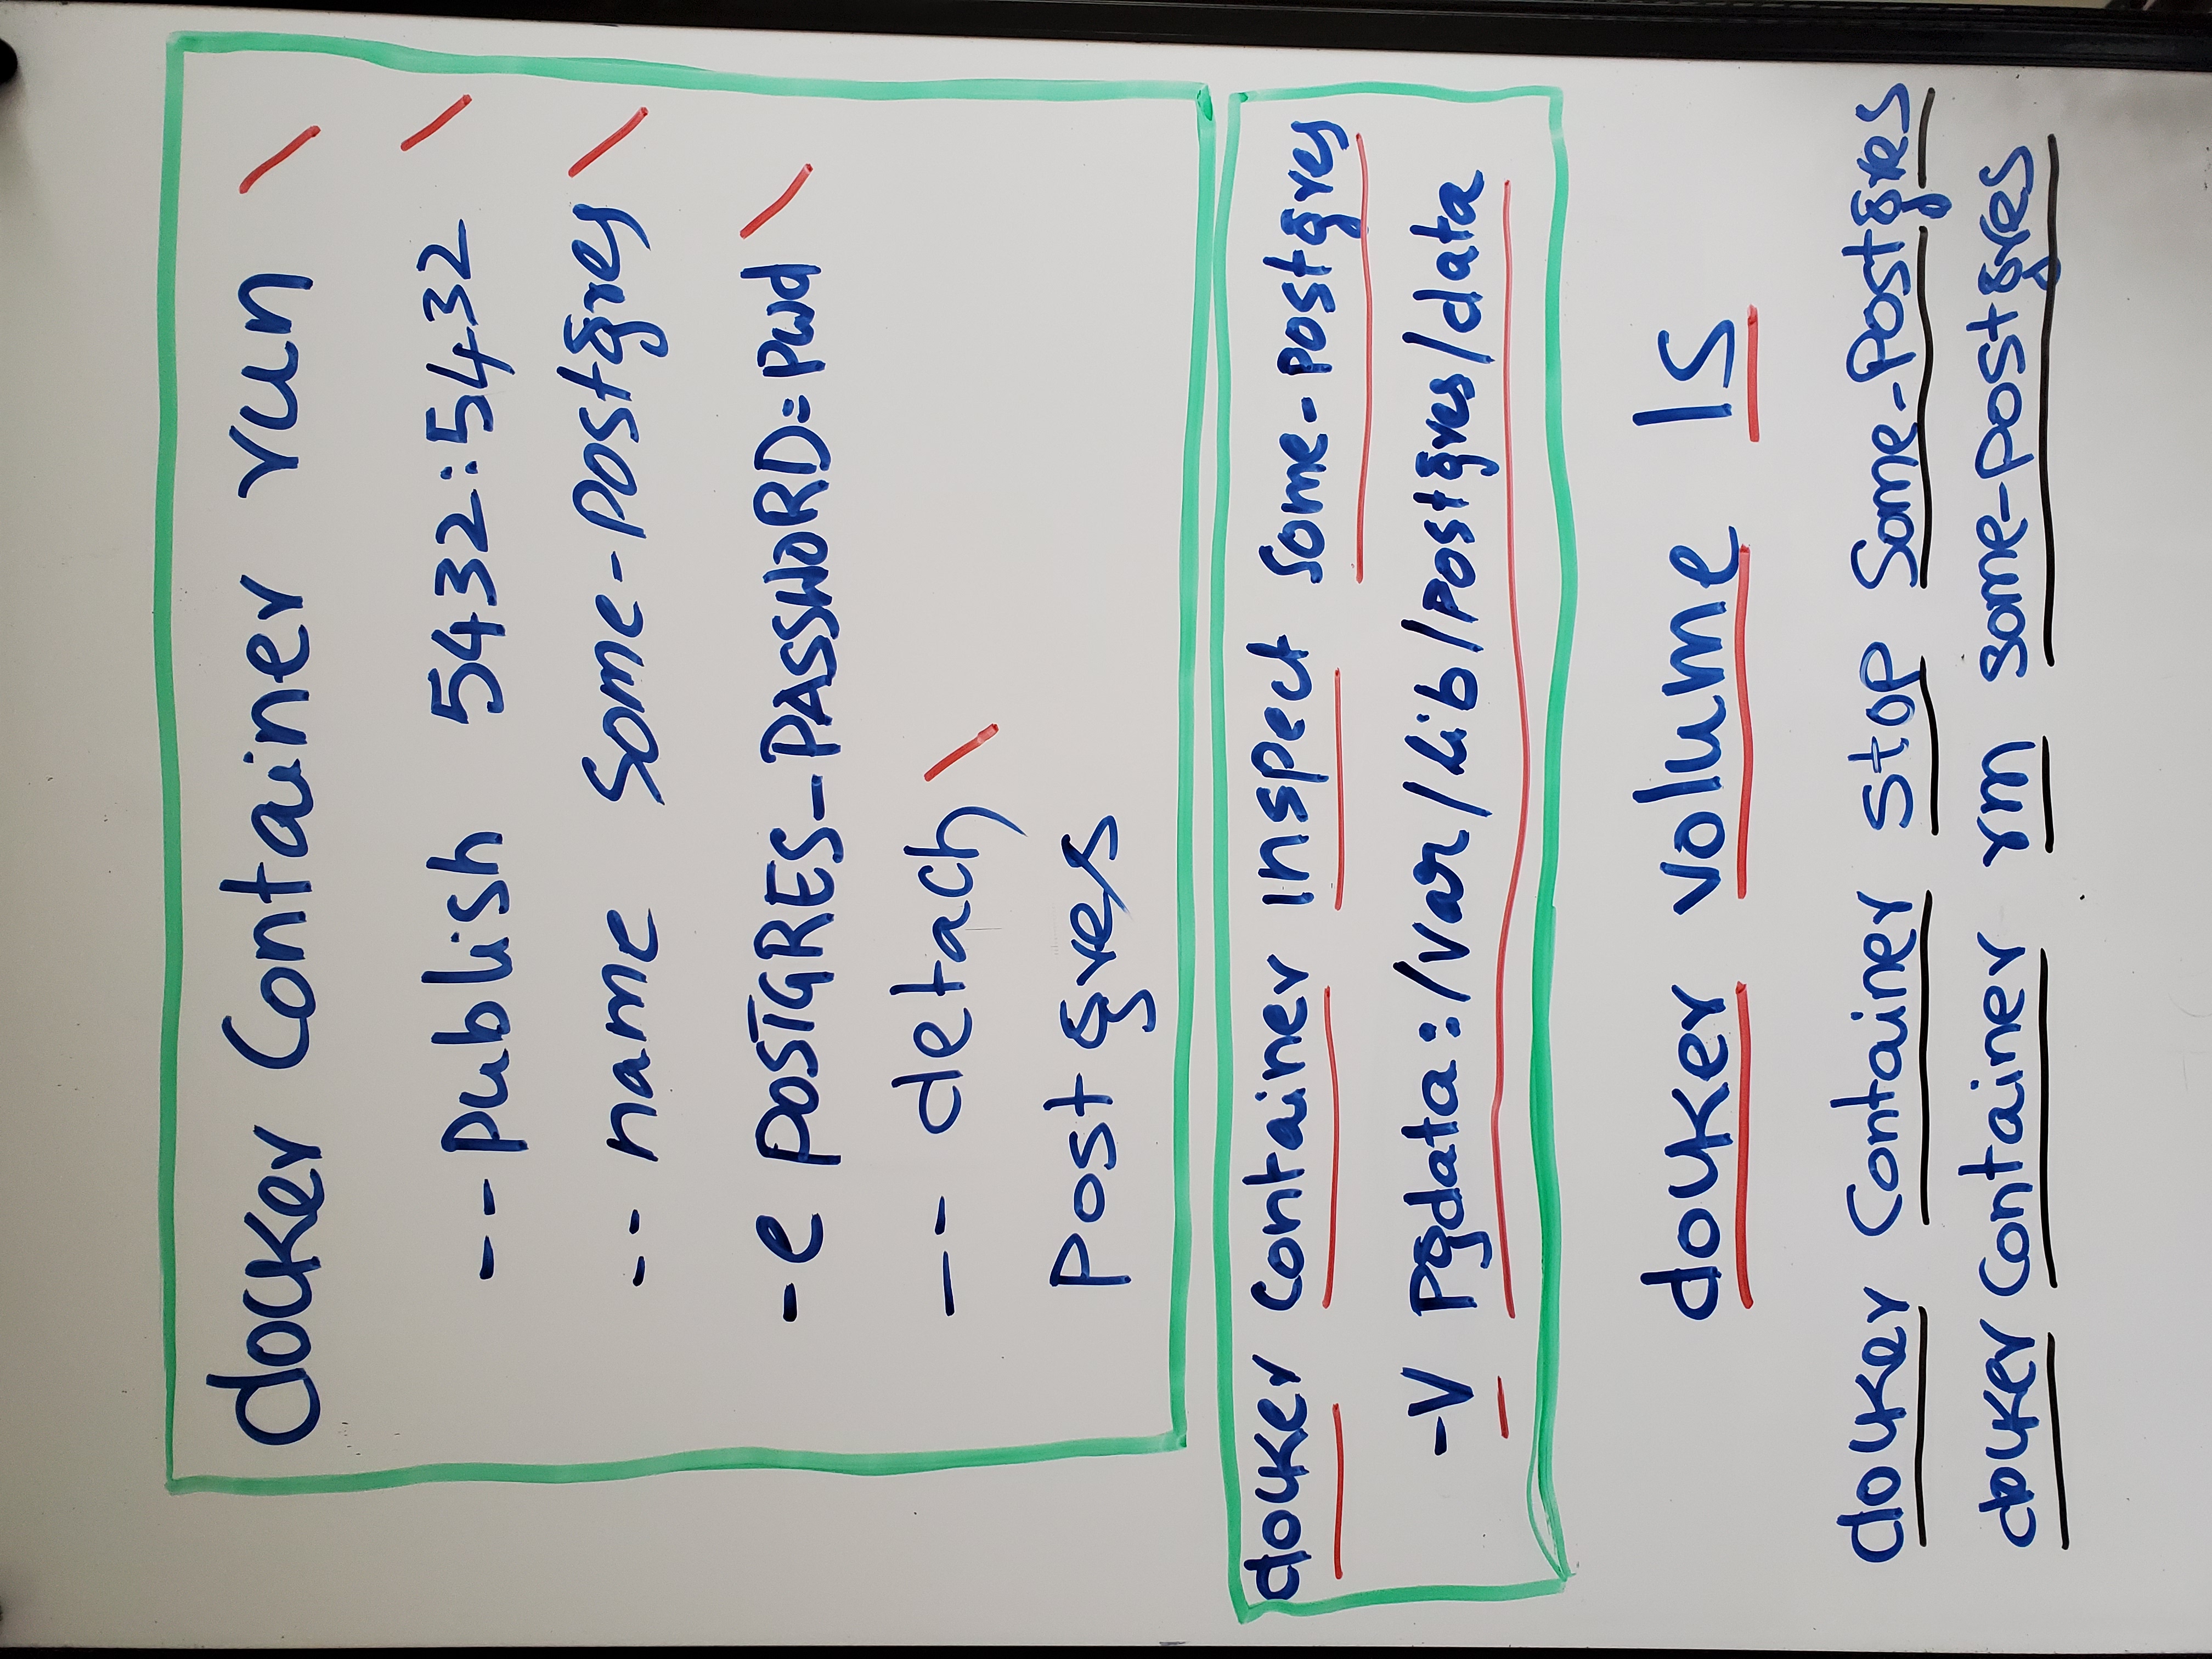 docker Container run \
--publish 5432:5432 \
-- name some-postgres \
-e POSTGRES_PASSWORD=pwd \
-- detach \
Postgres
docker container inspect some-postgres
-v Pgdata:/var/lib/postgres/data
docker volume ls
docker Container stop Some-Postgres
docker container rm some-postgres